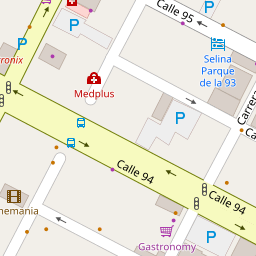 Calle 95
P
P
ronix
Selina
Parque
de la 93
Medplus
P
Carrera
Calle 94
Calle 94
nemania
P
Gastronomy